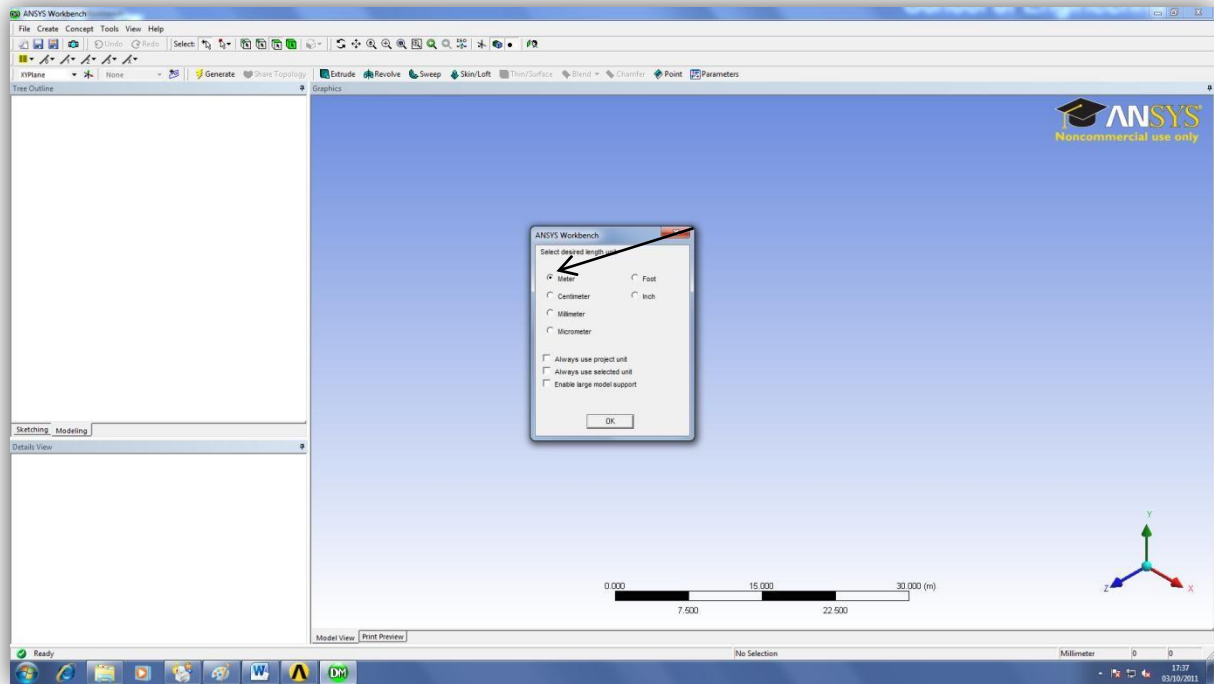 ANSYS Workbench
File Create Concept Tools View Help
Undo Redo Select:
XYPlane None Generate Share Topology Extrude Revolve Sweep Skin/Loft Thin/Surface Blend Chamfer Point Parameters
Tree Outline Graphics
ANSYS
Noncommercial use only
ANSYS Workbench
Select desired length
Meter Foot
Centimeter Inch
Millimeter
Micrometer
Always use project unit
Always use selected unit
Enable large model support
OK
Sketching Modeling
Details View
Y
Z X
0.000 15.000 30.000 (m)
7.500 22.500
Model View Print Preview
Ready No Selection Millimeter 0 0
W DM 17:37
03/10/2011